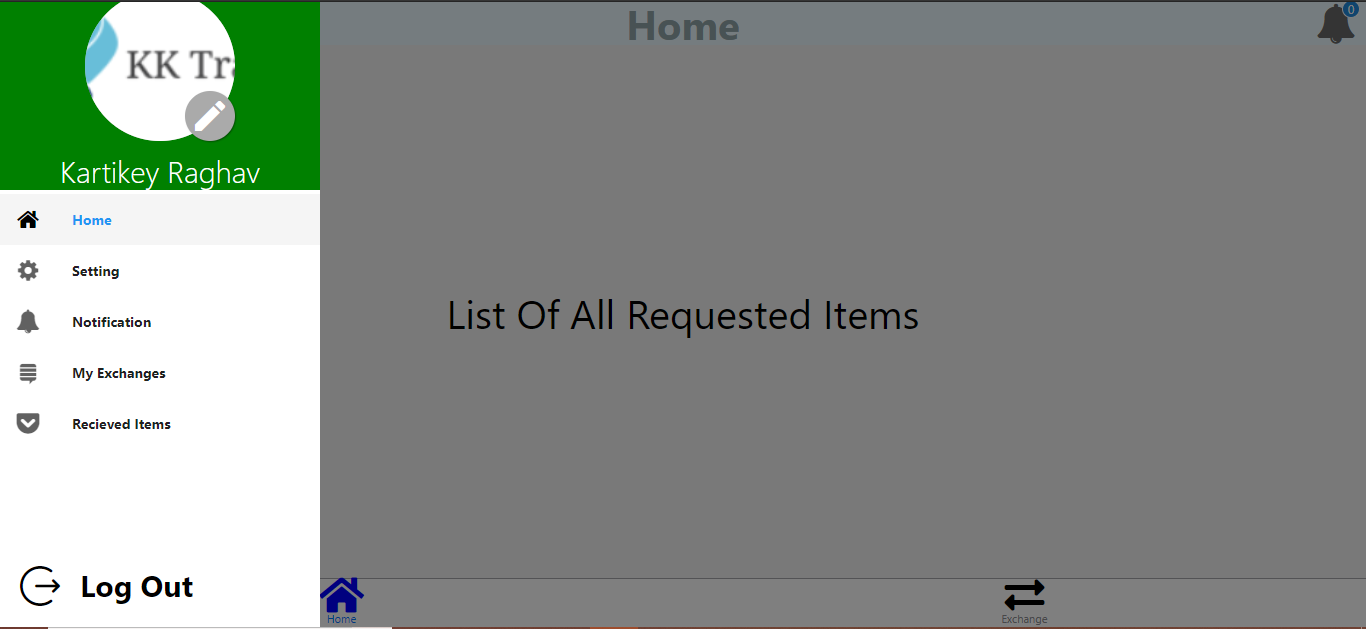 KK Tra
Kartikey Raghav
Home
Setting
Notification
My Exchanges
Recieved Items
Log Out
Home
0
List Of All Requested Items
Home
Exchange